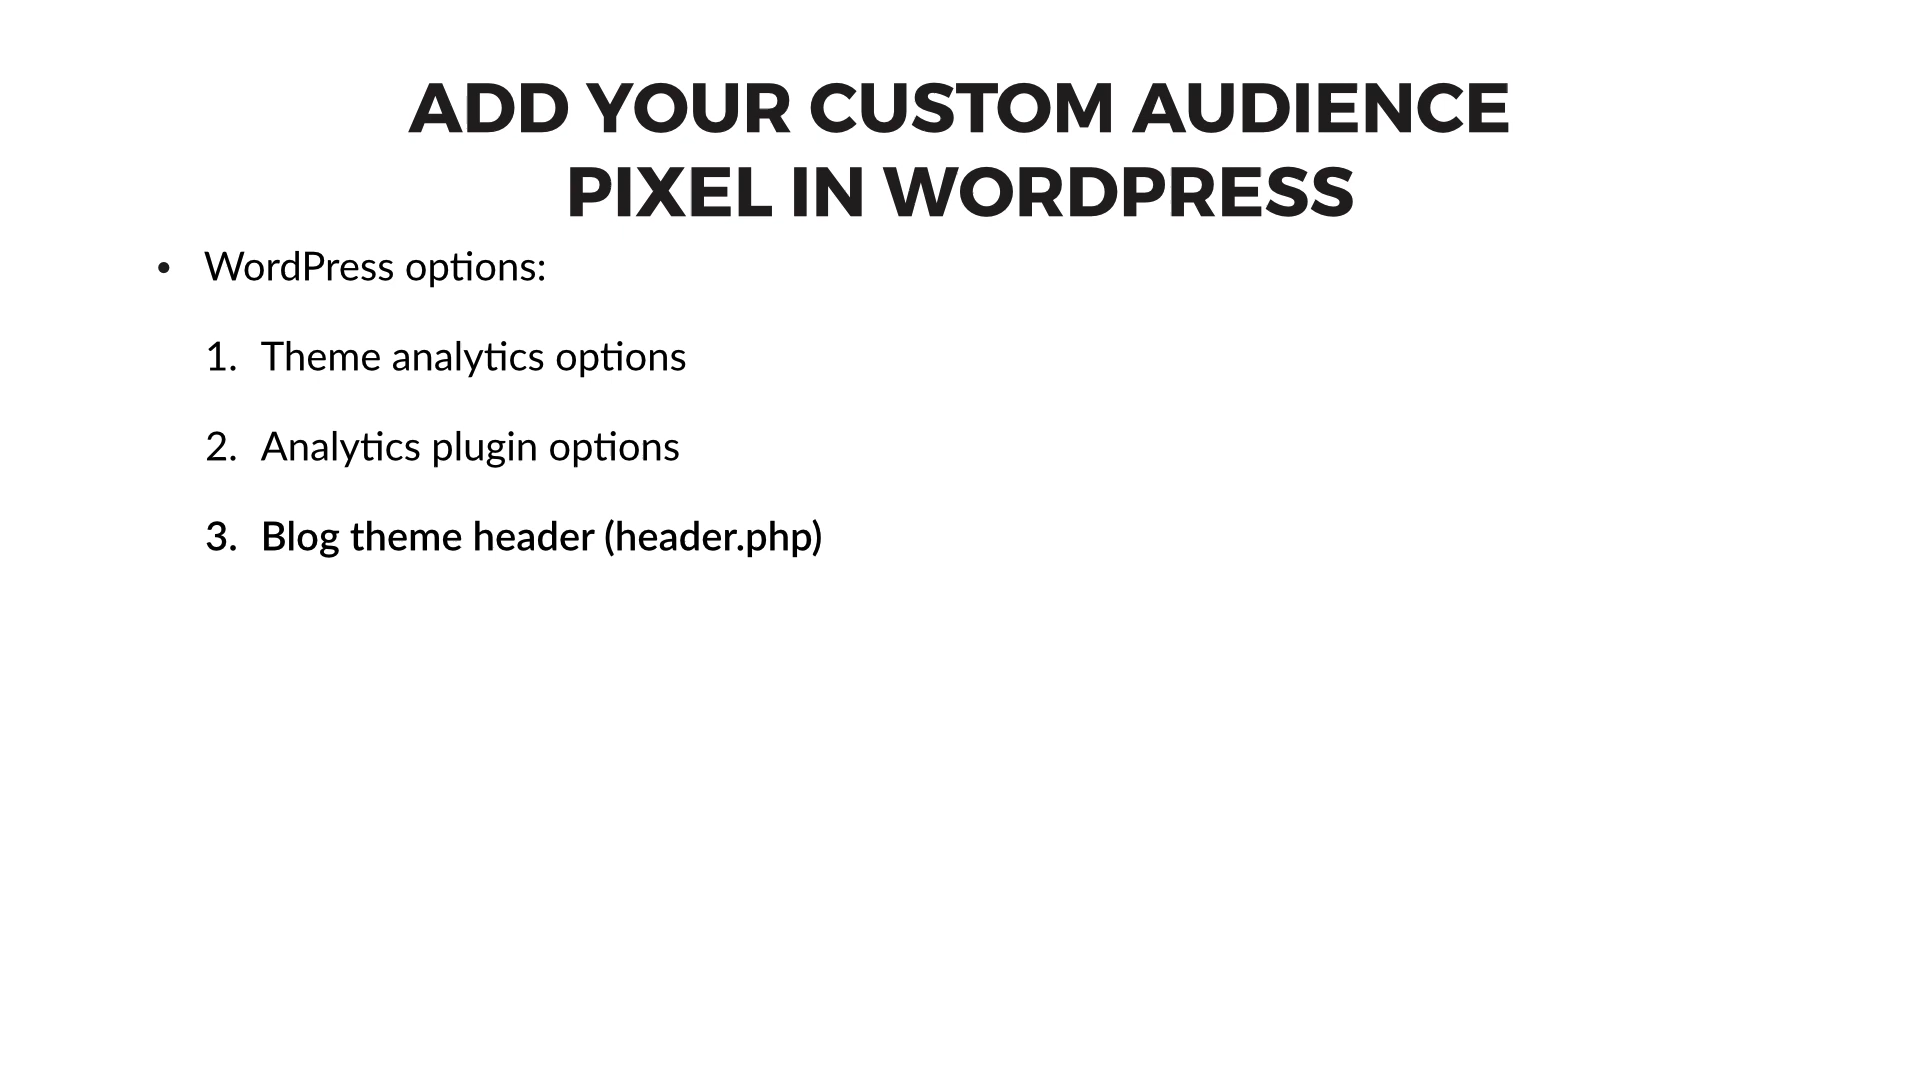 ADD YOUR CUSTOM AUDIENCE
PIXEL IN WORDPRESS
• WordPress options:
1. Theme analytics options
2. Analytics plugin options
3. Blog theme header (header.php)